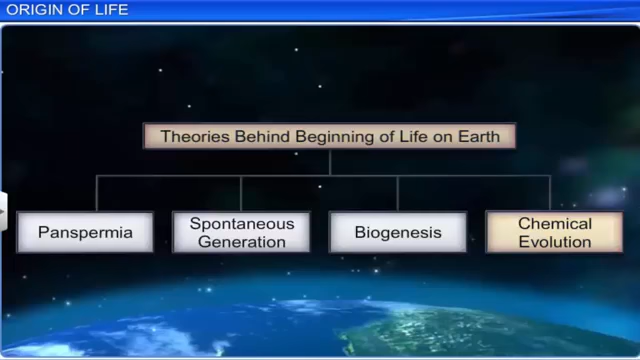 ORIGIN OF LIFE
Theories Behind Beginning of Life on Earth
Panspermia
Spontaneous
Generation
Biogenesis
Chemical
Evolution